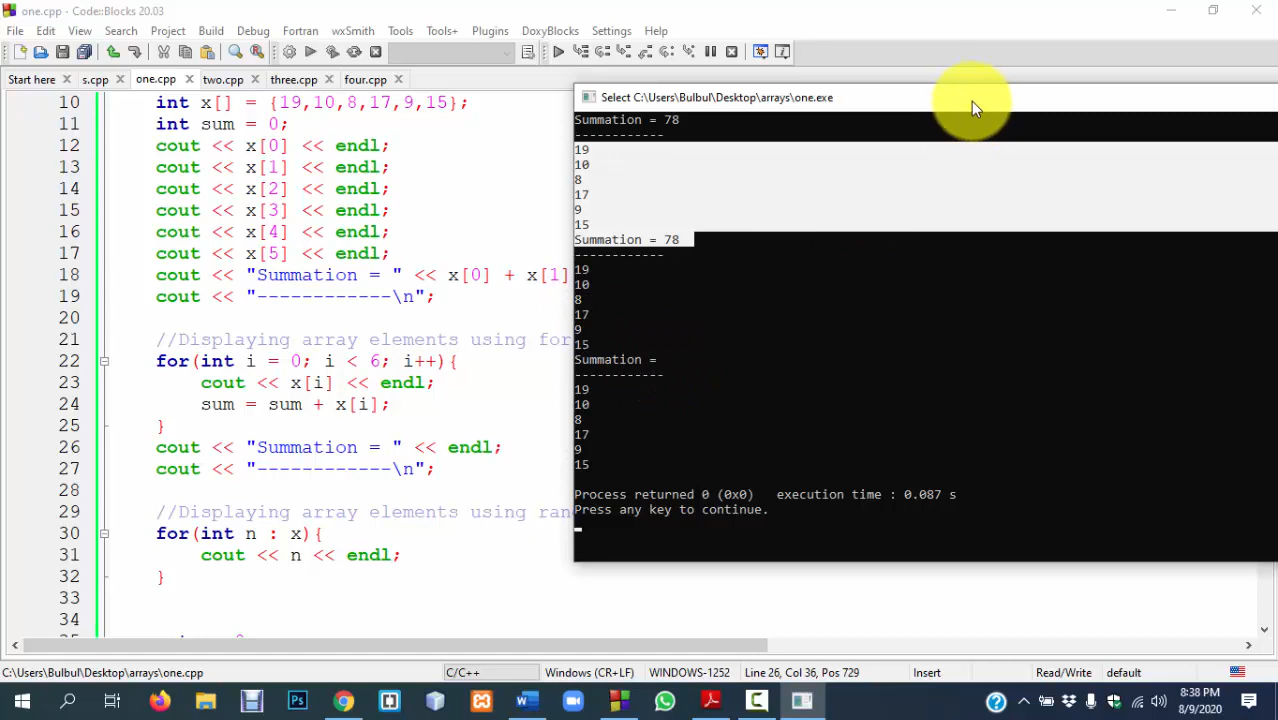 one.cpp - Code::Blocks 20.03
File Edit View Search Project Build Debug Fortran wxSmith Tools Tools+ Plugins DoxyBlocks Settings Help
Start here s.cpp one.cpp two.cpp three.cpp four.cpp
10 int x[] = {19,10,8,17,9,15};
11 int sum = 0;
12 cout << x[0] << endl;
13 cout << x[1] << endl;
14 cout << x[2] << endl;
15 cout << x[3] << endl;
16 cout << x[4] << endl;
17 cout << x[5] << endl;
18 cout << "Summation = " << x[0] + x[1]
19 cout << "------------\n";
20
21 //Displaying array elements using for
22 for(int i = 0; i < 6; i++){
23 cout << x[i] << endl;
24 sum = sum + x[i];
25 }
26 cout << "Summation = " << endl;
27 cout << "------------\n";
28
29 //Displaying array elements using ran
30 for(int n : x){
31 cout << n << endl;
32 }
33
34
Select C:\Users\Bulbul\Desktop\arrays\one.exe
Summation = 78
------------
19
10
8
17
9
15
Summation = 78
------------
19
10
8
17
9
15
Summation =
------------
19
10
8
17
9
15
Process returned 0 (0x0) execution time : 0.087 s
Press any key to continue.
C:\Users\Bulbul\Desktop\arrays\one.cpp C/C++ Windows (CR+LF) WINDOWS-1252 Line 26, Col 36, Pos 729 Insert Read/Write default
8:38 PM
8/9/2020